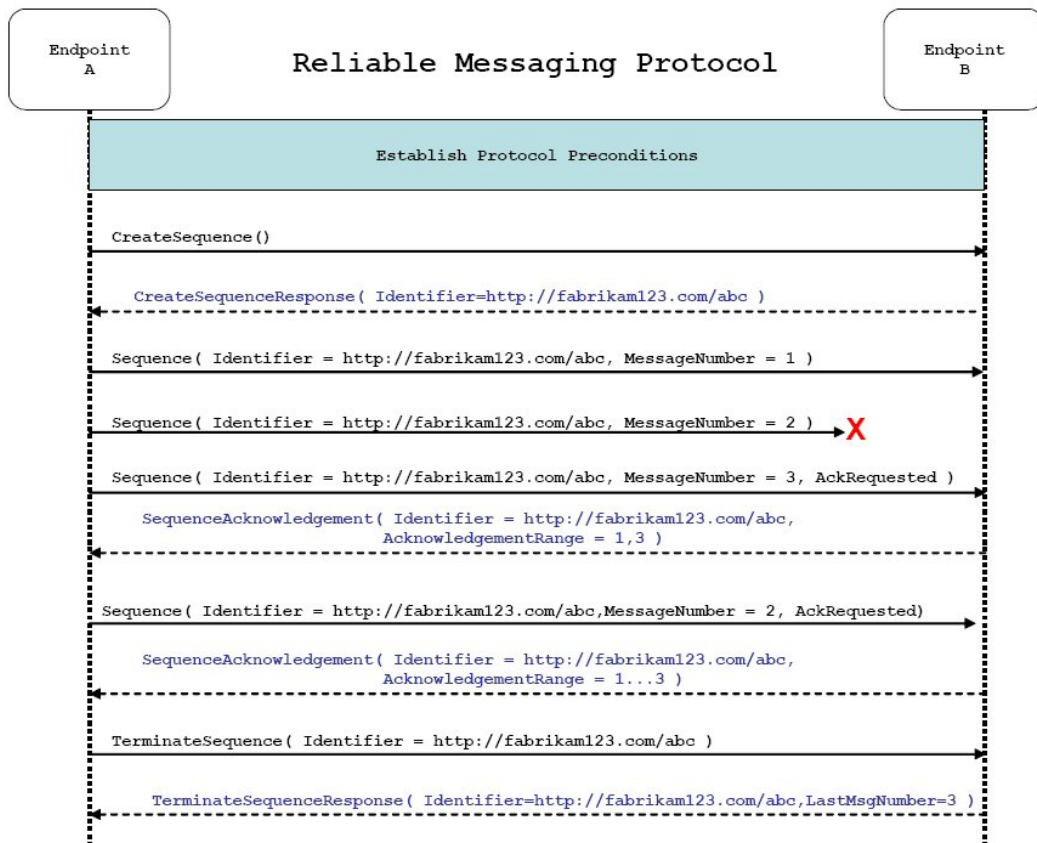 Endpoint
A
Reliable Messaging Protocol
Endpoint
B
Establish Protocol Preconditions
CreateSequence()
CreateSequenceResponse( Identifier=http://fabrikam123.com/abc )
Sequence( Identifier = http://fabrikam123.com/abc, MessageNumber = 1 )
Sequence( Identifier = http://fabrikam123.com/abc, MessageNumber = 2 )
X
Sequence( Identifier = http://fabrikam123.com/abc, MessageNumber = 3, AckRequested )
SequenceAcknowledgement( Identifier = http://fabrikam123.com/abc,
AcknowledgementRange = 1,3 )
Sequence( Identifier = http://fabrikam123.com/abc,MessageNumber = 2, AckRequested)
SequenceAcknowledgement( Identifier = http://fabrikam123.com/abc,
AcknowledgementRange = 1...3 )
TerminateSequence( Identifier = http://fabrikam123.com/abc )
TerminateSequenceResponse( Identifier=http://fabrikam123.com/abc,LastMsgNumber=3 )